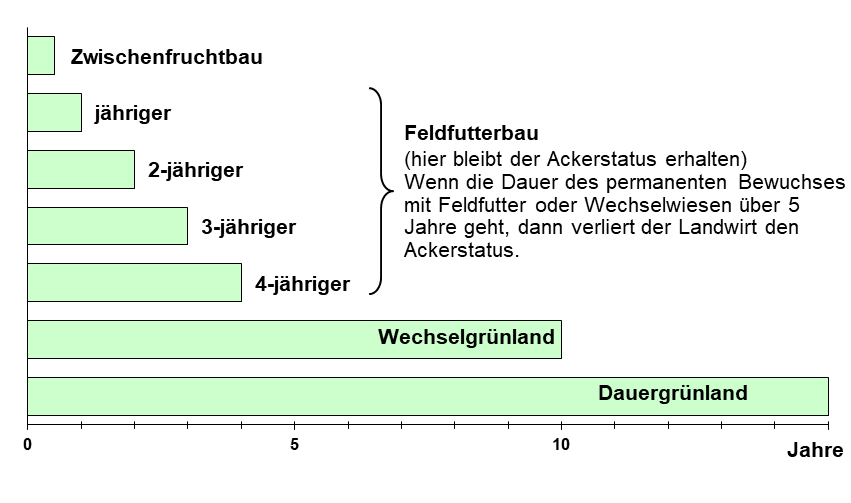 Zwischenfruchtbau
jähriger
2-jähriger
3-jähriger
4-jähriger
Feldfutterbau
(hier bleibt der Ackerstatus erhalten)
Wenn die Dauer des permanenten Bewuchses
mit Feldfutter oder Wechselwiesen über 5
Jahre geht, dann verliert der Landwirt den
Ackerstatus.
Wechselgrünland
Dauergrünland
0 5 10 Jahre